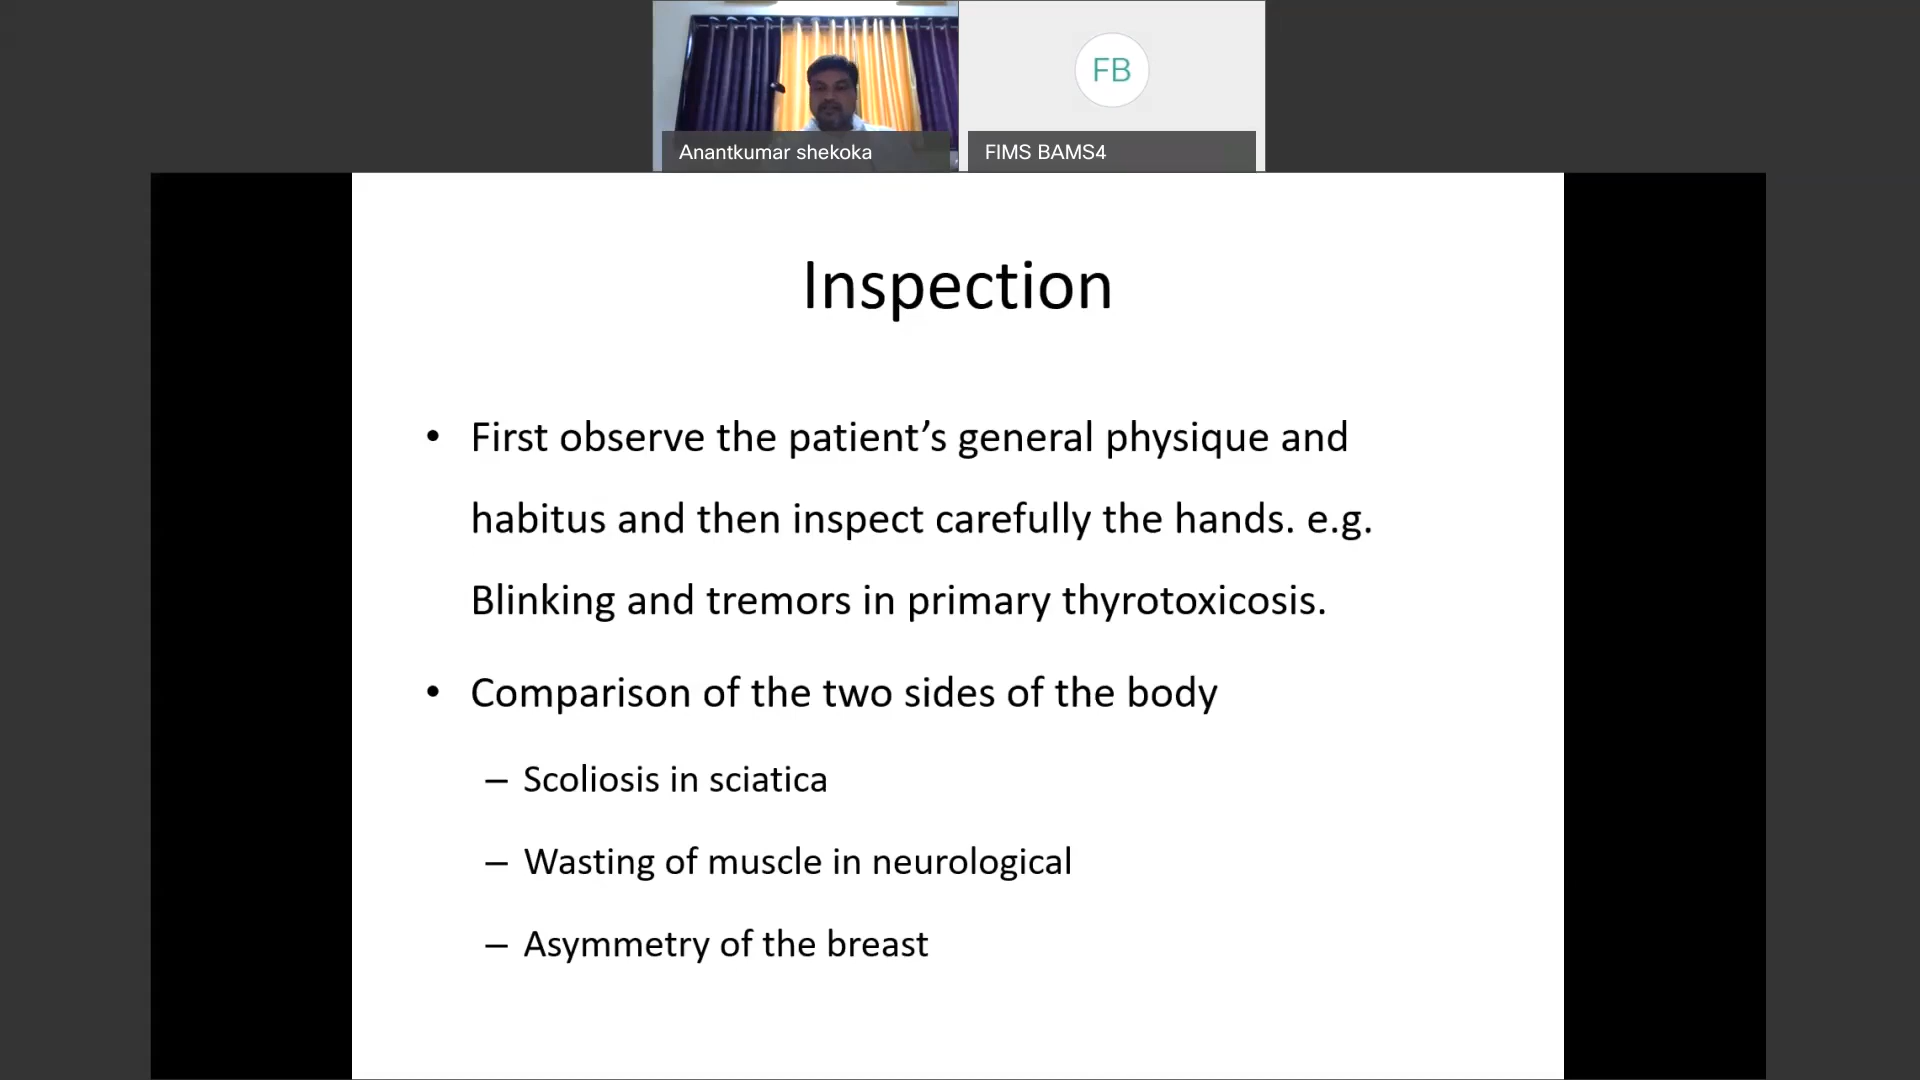 FB
Anantkumar shekoka
FIMS BAMS4
Inspection
• First observe the patient’s general physique and
habitus and then inspect carefully the hands. e.g.
Blinking and tremors in primary thyrotoxicosis.
• Comparison of the two sides of the body
– Scoliosis in sciatica
– Wasting of muscle in neurological
– Asymmetry of the breast